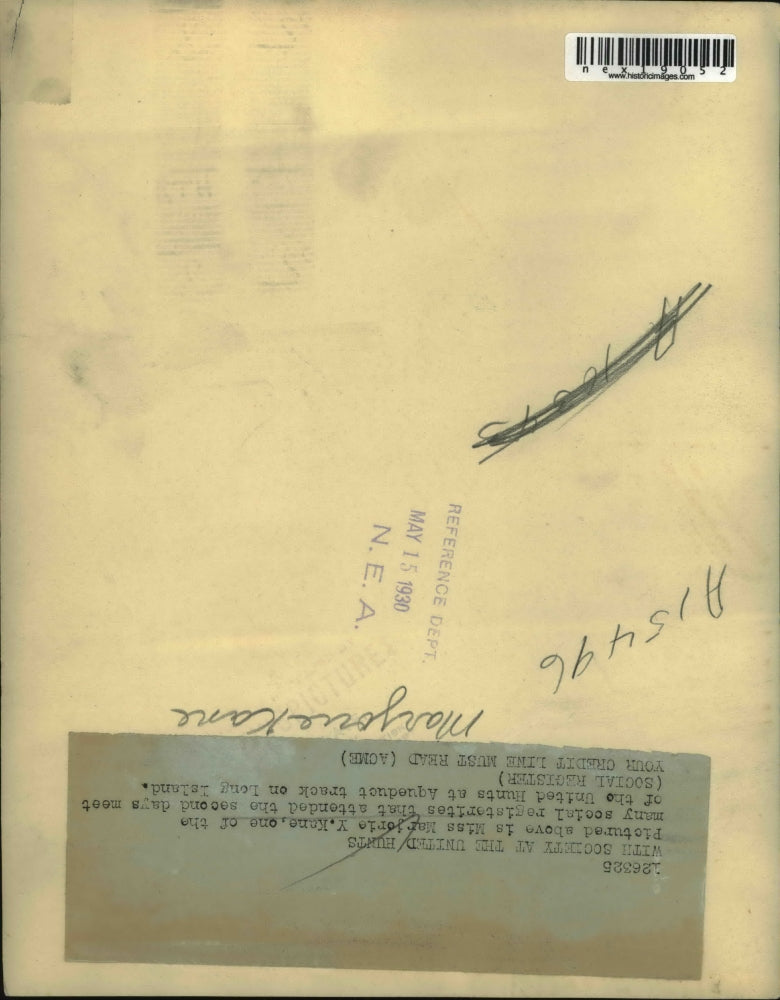 nex19052
www.historicimages.com
A15496
REFERENCE DEPT.
MAY 15 1930
N. E. A.
Marjorie Kane
126325
WITH SOCIETY AT THE UNITED HUNTS
Pictured above is Miss Marjorie Y. Kane, one of the
many social registerites that attended the second days meet
of the United Hunts at Aqueduct track on Long Island.
(SOCIAL REGISTER)
YOUR CREDIT LINE MUST READ (ACME)